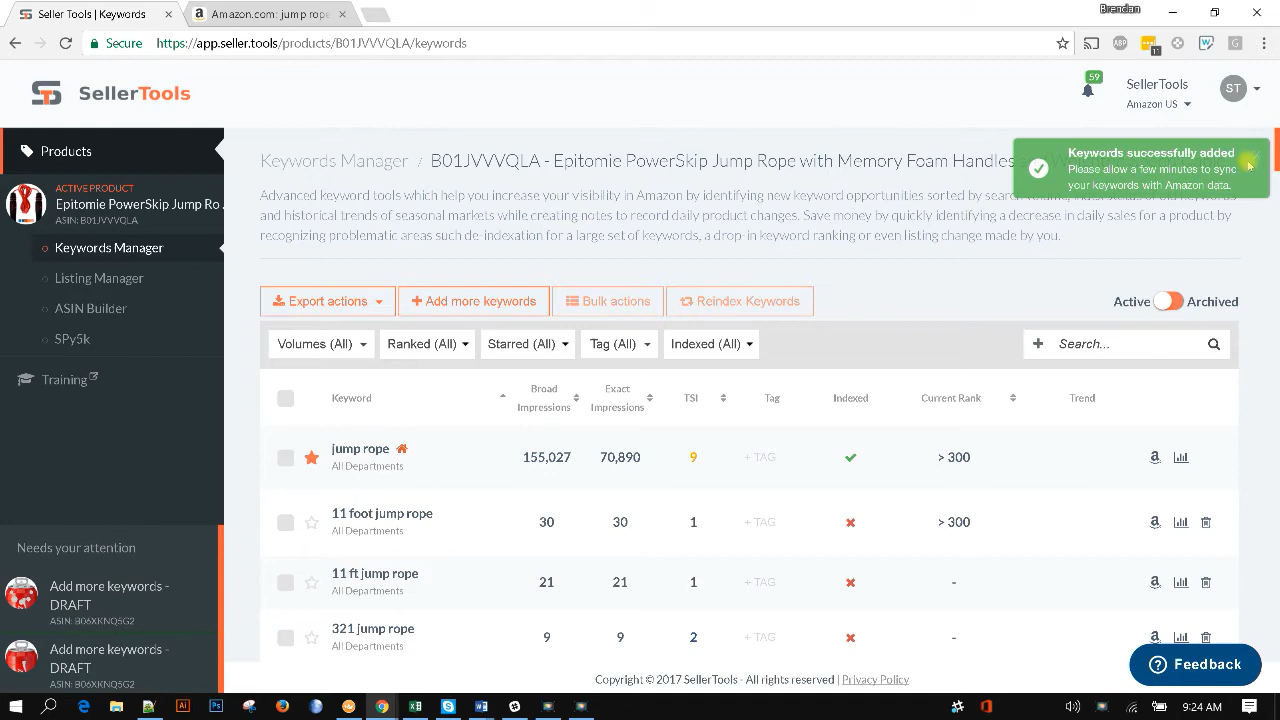 Seller Tools | Keywords
Amazon.com: jump rope
Brendan
Secure
https://app.seller.tools/products/B01JVVVQLA/keywords
SellerTools
59
SellerTools
Amazon US
ST
Products
ACTIVE PRODUCT
Epitomie PowerSkip Jump Ro
ASIN: B01JVVVQLA
Keywords Manager
Listing Manager
ASIN Builder
SPy5k
Training
Needs your attention
Add more keywords -
DRAFT
ASIN: B06XKNQ5G2
Add more keywords -
DRAFT
ASIN: B06XKNQ5G2
Keywords Manager / B01JVVVQLA - Epitomie PowerSkip Jump Rope with Memory Foam Handles
Keywords successfully added
Please allow a few minutes to sync
your keywords with Amazon data.
Advanced keyword tools which help you increase your visibility in Amazon by identifying new keyword opportunities sorted by search
and historical trends of seasonal markets while creating notes to record daily product changes. Save money by quickly identifying a decrease in daily sales for a product by
recognizing problematic areas such de-indexation for a large set of keywords, a drop-in keyword ranking or even listing change made by you.
Export actions
+ Add more keywords
Bulk actions
Reindex Keywords
Active
Archived
Volumes (All)
Ranked (All)
Starred (All)
Tag (All)
Indexed (All)
+ Search...
Keyword
Broad
Impressions
Exact
Impressions
TSI
Tag
Indexed
Current Rank
Trend
jump rope
All Departments
155,027
70,890
9
+ TAG
> 300
11 foot jump rope
All Departments
30
30
1
+ TAG
> 300
11 ft jump rope
All Departments
21
21
1
+ TAG
-
321 jump rope
All Departments
9
9
2
+ TAG
-
Feedback
Copyright © 2017 SellerTools - All rights reserved | Privacy Policy
9:24 AM